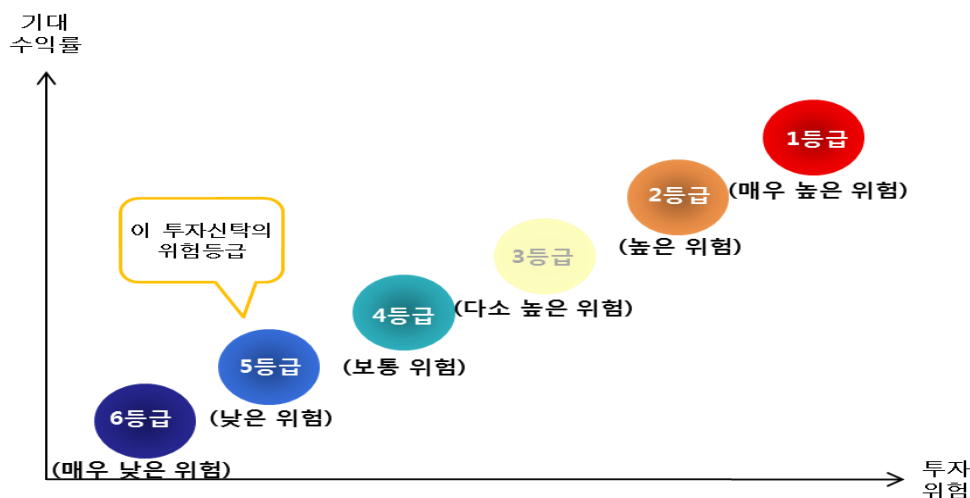 기대
수익률
1등급
(매우 높은 위험)
2등급
(높은 위험)
이 투자신탁의
위험등급
3등급
(다소 높은 위험)
4등급
(보통 위험)
5등급
(낮은 위험)
6등급
(매우 낮은 위험)
투자
위험